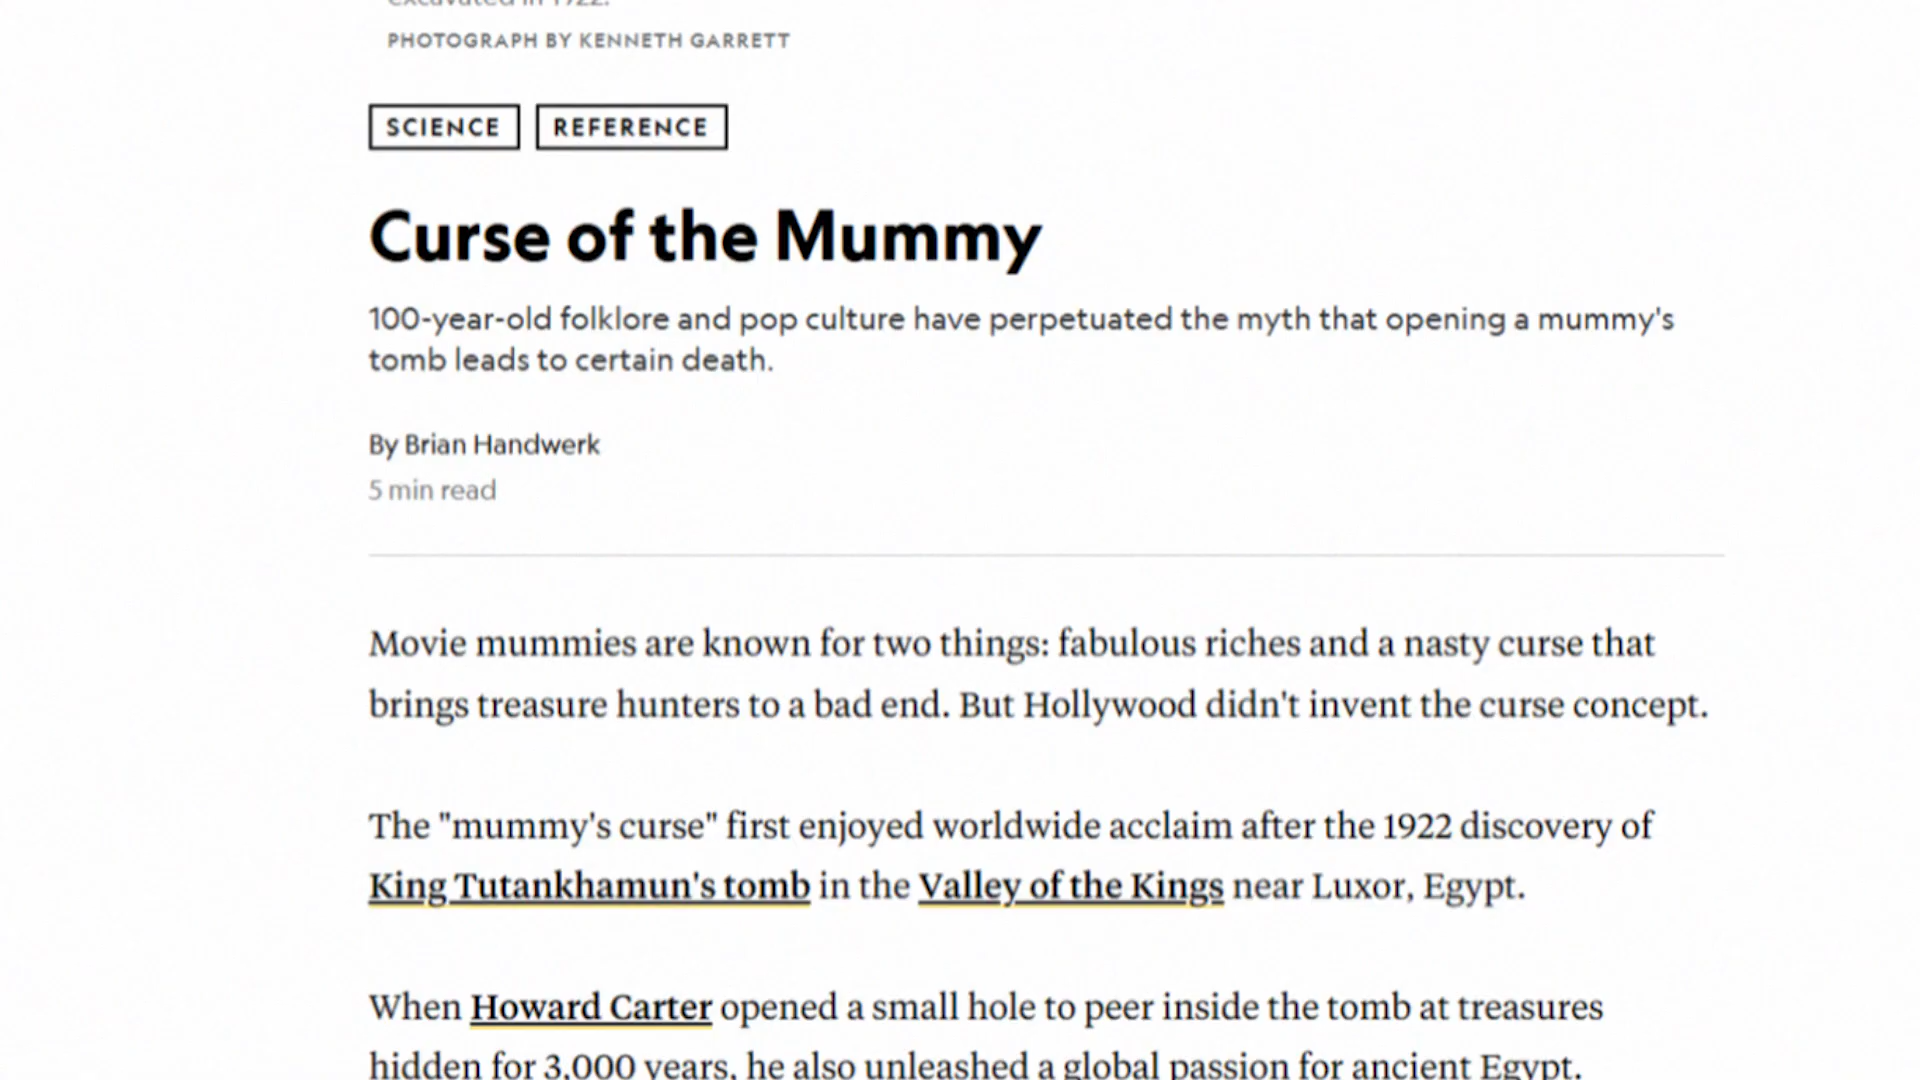 excavated in 1922.
PHOTOGRAPH BY KENNETH GARRETT
SCIENCE REFERENCE
Curse of the Mummy
100-year-old folklore and pop culture have perpetuated the myth that opening a mummy's
tomb leads to certain death.
By Brian Handwerk
5 min read
Movie mummies are known for two things: fabulous riches and a nasty curse that
brings treasure hunters to a bad end. But Hollywood didn't invent the curse concept.
The "mummy's curse" first enjoyed worldwide acclaim after the 1922 discovery of
King Tutankhamun's tomb in the Valley of the Kings near Luxor, Egypt.
When Howard Carter opened a small hole to peer inside the tomb at treasures
hidden for 3,000 years, he also unleashed a global passion for ancient Egypt.